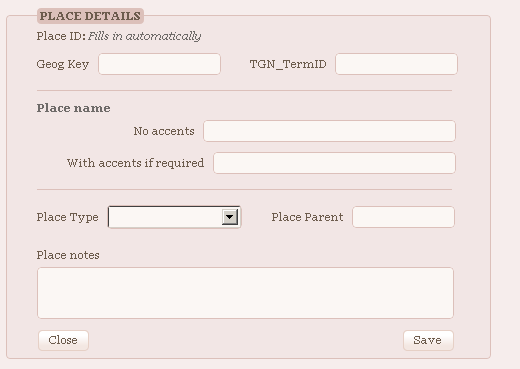 PLACE DETAILS
Place ID: Fills in automatically
Geog Key TGN_TermID
Place name
No accents
With accents if required
Place Type Place Parent
Place notes
Close Save